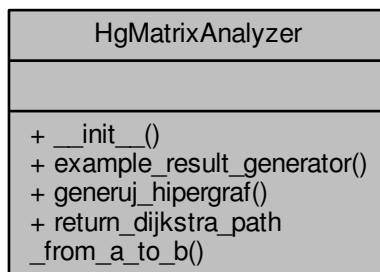 HgMatrixAnalyzer
+ __init__()
+ example_result_generator()
+ generuj_hipergraf()
+ return_dijkstra_path
_from_a_to_b()